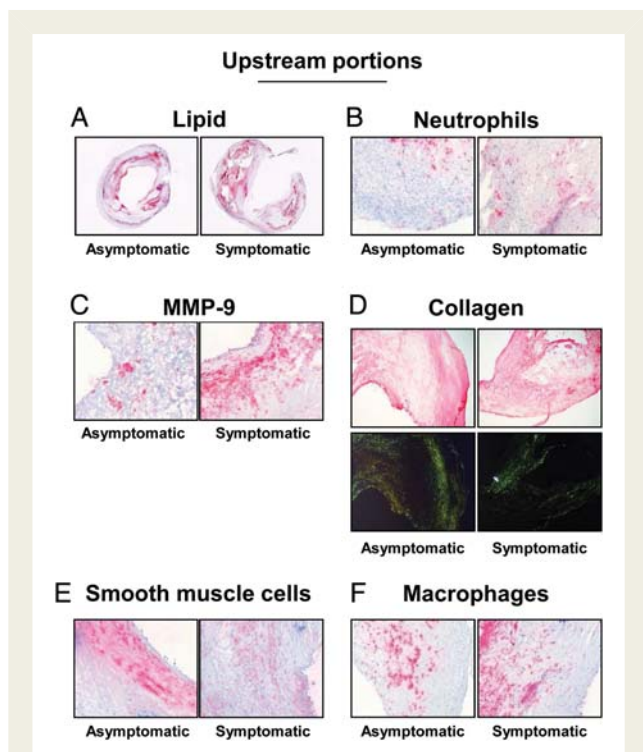 Upstream portions
A Lipid
Asymptomatic Symptomatic
B Neutrophils
Asymptomatic Symptomatic
C MMP-9
Asymptomatic Symptomatic
D Collagen
Asymptomatic Symptomatic
E Smooth muscle cells
Asymptomatic Symptomatic
F Macrophages
Asymptomatic Symptomatic